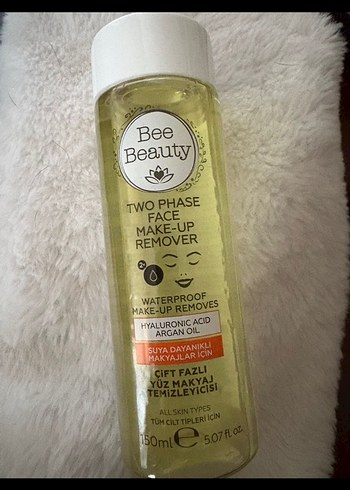 Bee
Beauty
TWO PHASE
FACE
MAKE-UP
REMOVER
WATERPROOF
MAKE-UP REMOVES
HYALURONIC ACID
ARGAN OIL
SUYA DAYANIKLI
MAKYAJLAR İÇİN
ÇİFT FAZLI
YÜZ MAKYAJ
TEMİZLEYİCİSİ
ALL SKIN TYPES
TÜM CİLT TİPLERİ İÇİN
150ml e 5.07 fl. oz.